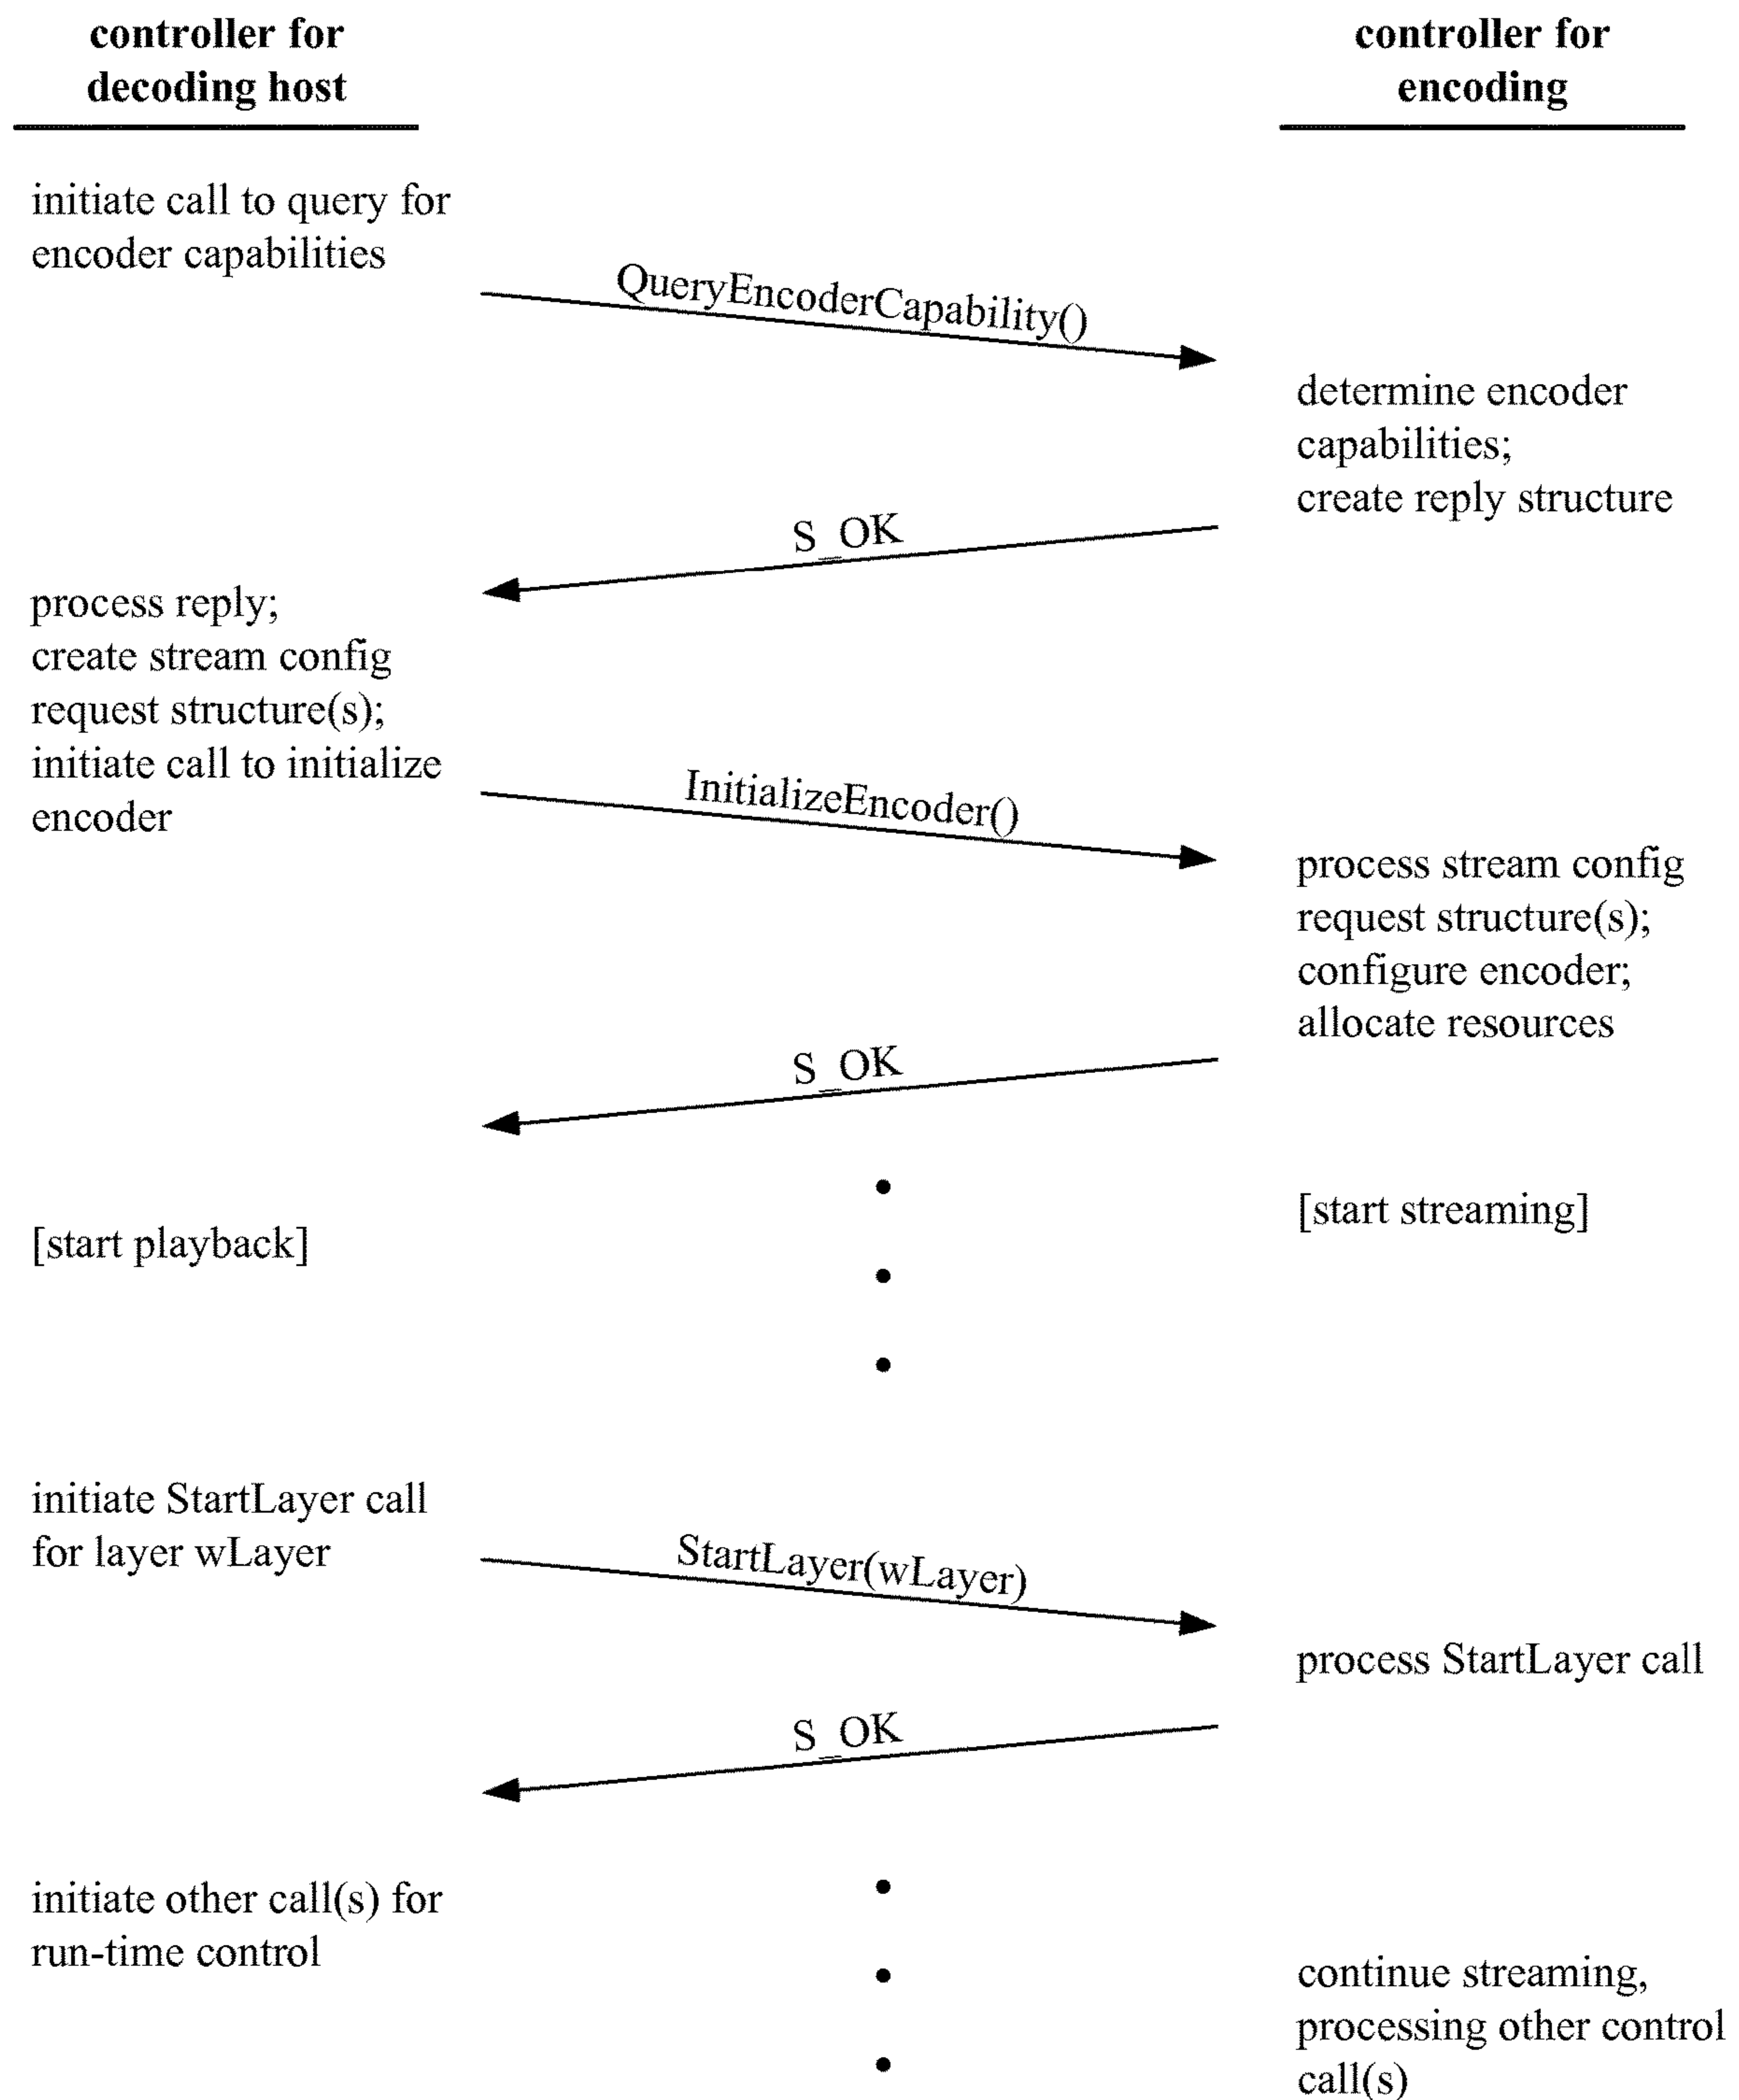 controller for
decoding host
controller for
encoding
initiate call to query for
encoder capabilities
QueryEncoderCapability()
determine encoder
capabilities;
create reply structure
S_OK
process reply;
create stream config
request structure(s);
initiate call to initialize
encoder
InitializeEncoder()
process stream config
request structure(s);
configure encoder;
allocate resources
S_OK
[start streaming]
[start playback]
initiate StartLayer call
for layer wLayer
StartLayer(wLayer)
process StartLayer call
S_OK
initiate other call(s) for
run-time control
continue streaming,
processing other control
call(s)